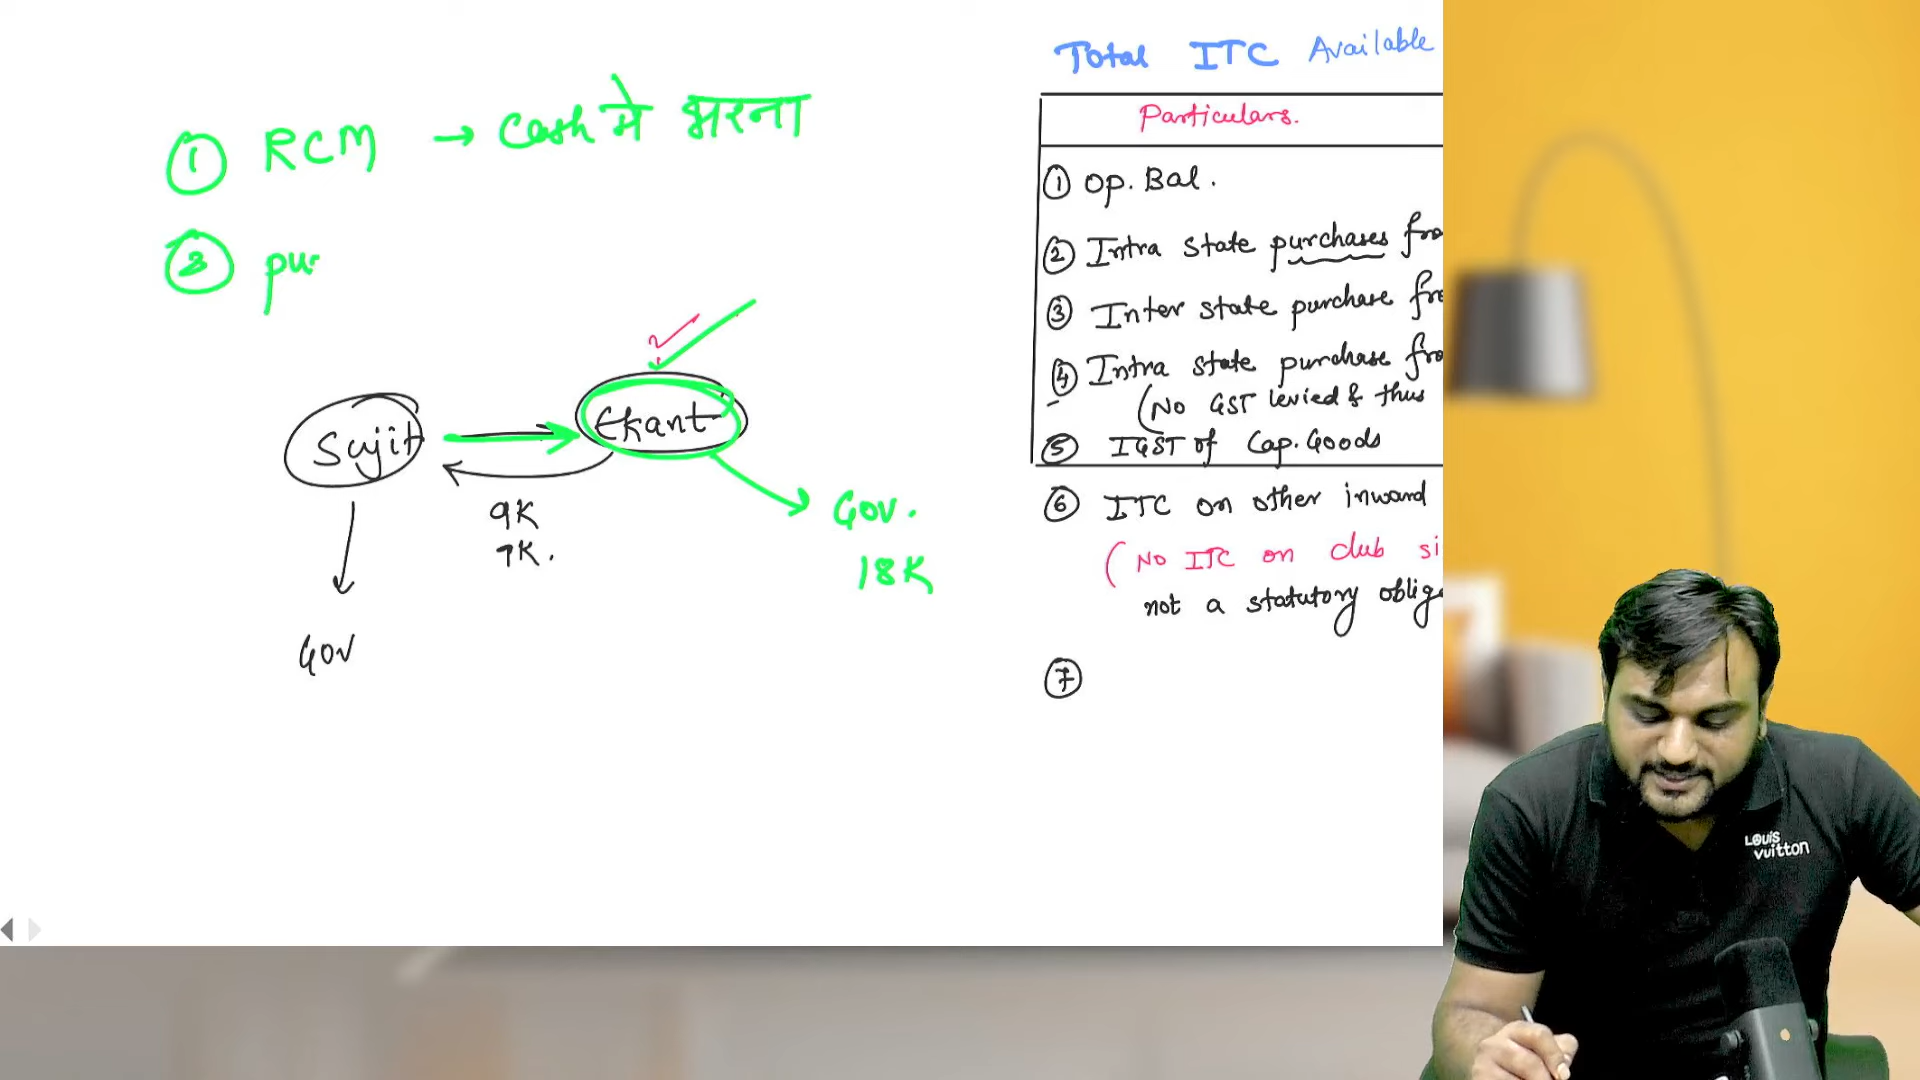 ① RCM → Cash मे भरना
② pur
Sujit
Ekant
9K
9K.
Gov.
18K
Gov
Total ITC Available
Particulars.
① Op. Bal.
② Intra state purchases fro
③ Inter state purchase fro
④ Intra state purchase fro
(No GST levied & thus
⑤ IGST of Cap. Goods
⑥ ITC on other inward
(No ITC on club si
not a statutory oblig
⑦
Louis
Vuitton